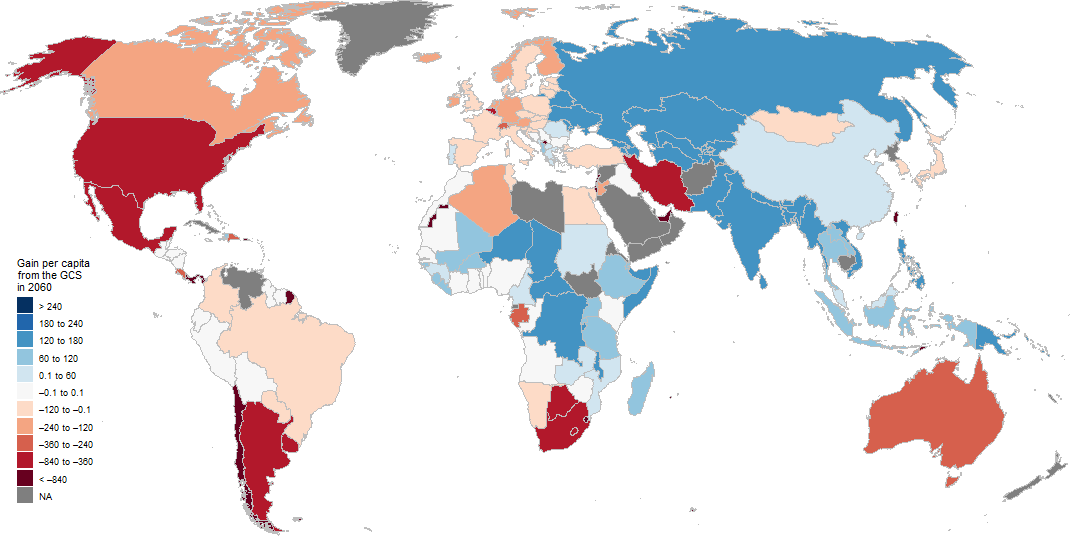 Gain per capita
from the GCS
in 2060
> 240
180 to 240
120 to 180
60 to 120
0.1 to 60
–0.1 to 0.1
–120 to –0.1
–240 to –120
–360 to –240
–840 to –360
< –840
NA